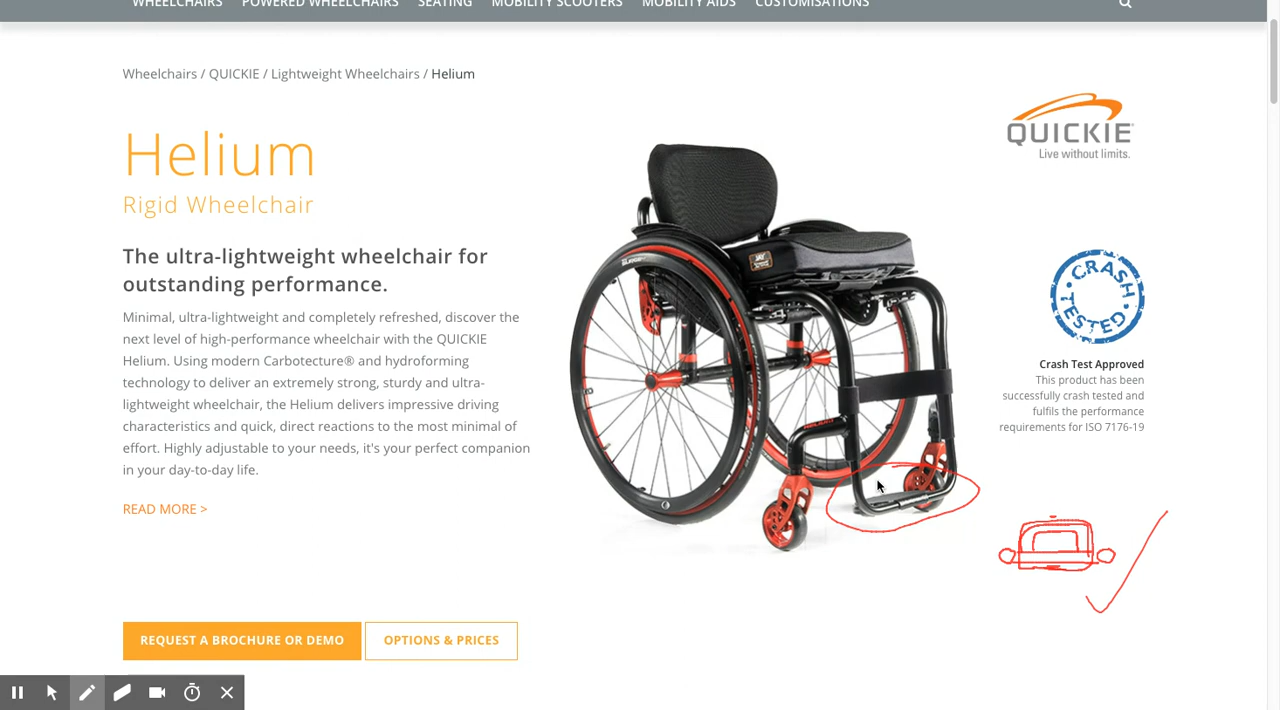 WHEELCHAIRS POWERED WHEELCHAIRS SEATING MOBILITY SCOOTERS MOBILITY AIDS CUSTOMISATIONS
Wheelchairs / QUICKIE / Lightweight Wheelchairs / Helium
Helium
Rigid Wheelchair
The ultra-lightweight wheelchair for
outstanding performance.
Minimal, ultra-lightweight and completely refreshed, discover the
next level of high-performance wheelchair with the QUICKIE
Helium. Using modern Carbotecture® and hydroforming
technology to deliver an extremely strong, sturdy and ultra-
lightweight wheelchair, the Helium delivers impressive driving
characteristics and quick, direct reactions to the most minimal of
effort. Highly adjustable to your needs, it's your perfect companion
in your day-to-day life.
READ MORE >
REQUEST A BROCHURE OR DEMO
OPTIONS & PRICES
JAY
QUICKIE
Live without limits.
CRASH
TESTED
Crash Test Approved
This product has been
successfully crash tested and
fulfils the performance
requirements for ISO 7176-19